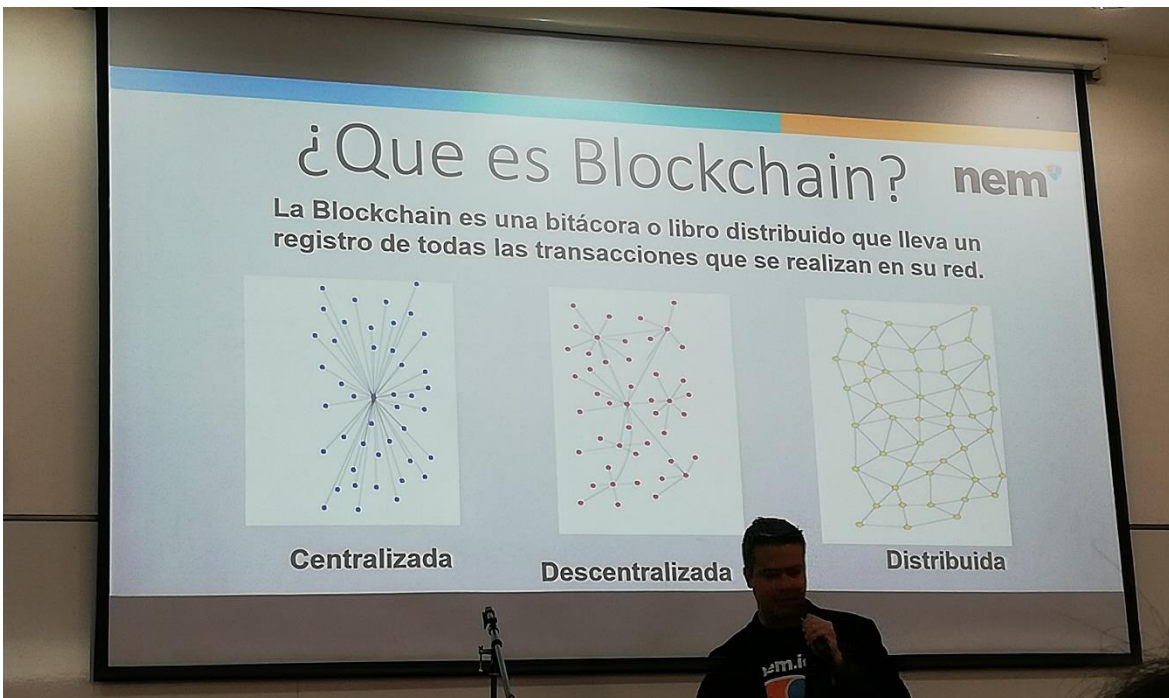 ¿Que es Blockchain?
nem
La Blockchain es una bitácora o libro distribuido que lleva un
registro de todas las transacciones que se realizan en su red.
Centralizada
Descentralizada
Distribuida